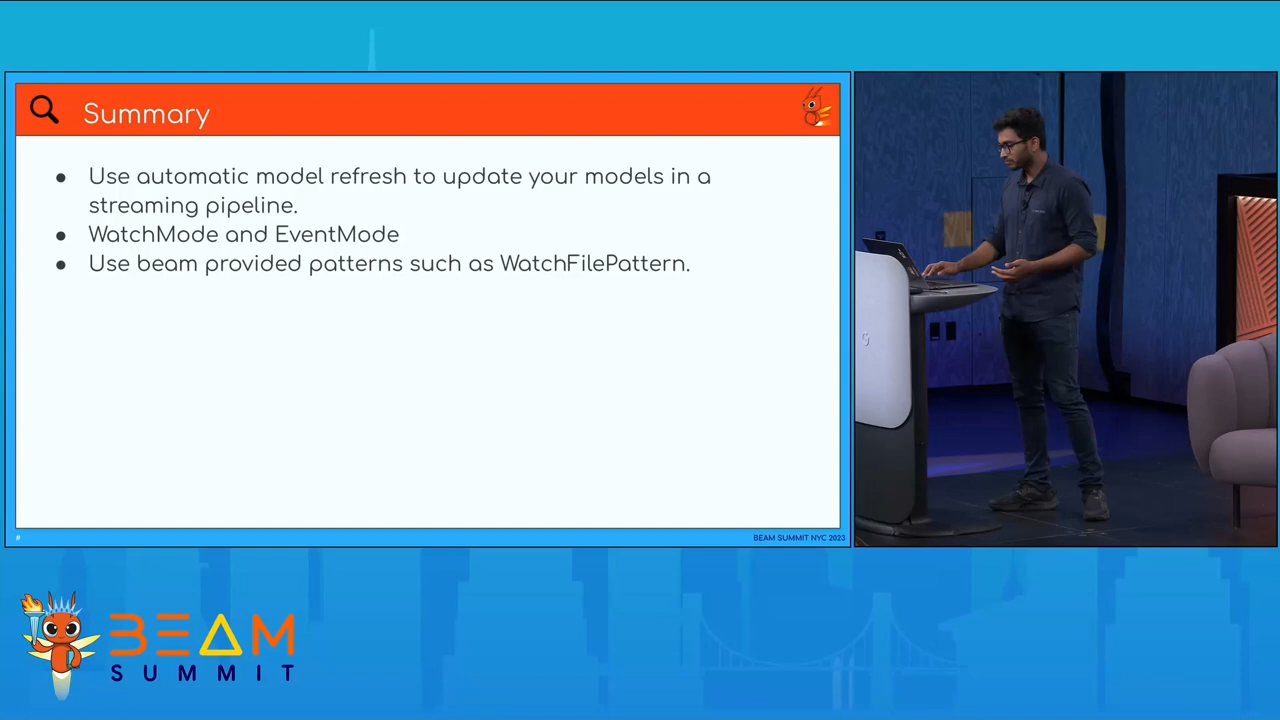 Summary
● Use automatic model refresh to update your models in a
streaming pipeline.
● WatchMode and EventMode
● Use beam provided patterns such as WatchFilePattern.
#
BEAM SUMMIT NYC 2023
BEAM
SUMMIT